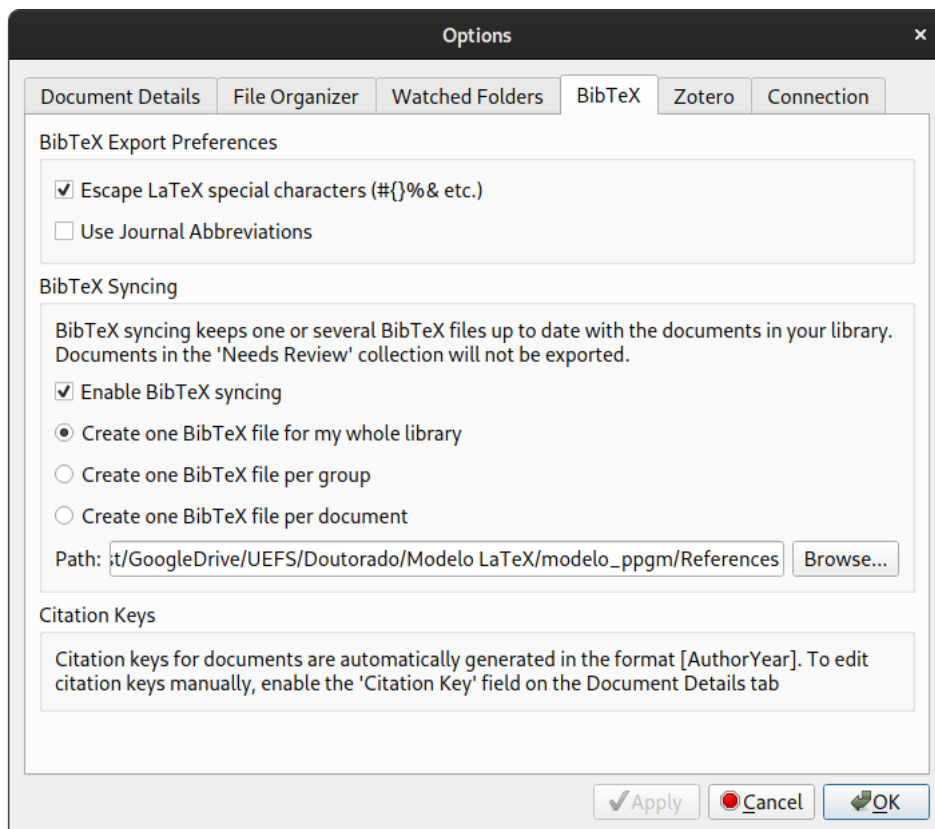 Options
Document Details File Organizer Watched Folders BibTeX Zotero Connection
BibTeX Export Preferences
Escape LaTeX special characters (#{}%& etc.)
Use Journal Abbreviations
BibTeX Syncing
BibTeX syncing keeps one or several BibTeX files up to date with the documents in your library.
Documents in the 'Needs Review' collection will not be exported.
Enable BibTeX syncing
Create one BibTeX file for my whole library
Create one BibTeX file per group
Create one BibTeX file per document
Path: st/GoogleDrive/UEFS/Doutorado/Modelo LaTeX/modelo_ppgm/References Browse...
Citation Keys
Citation keys for documents are automatically generated in the format [AuthorYear]. To edit
citation keys manually, enable the 'Citation Key' field on the Document Details tab
Apply Cancel OK